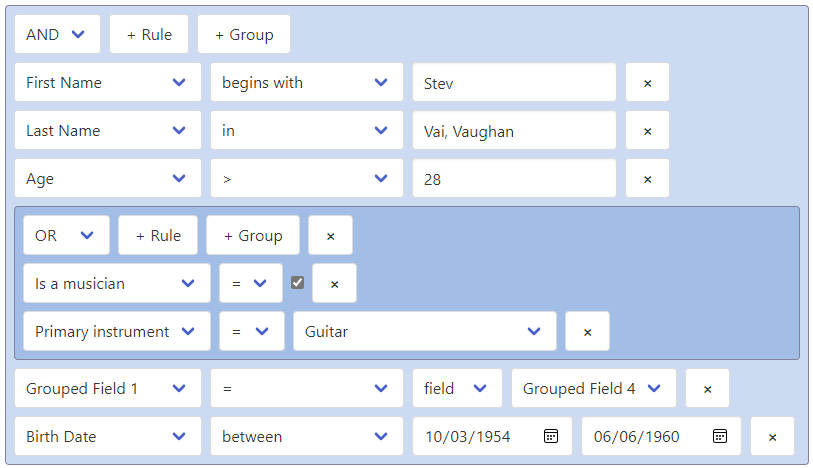 AND + Rule + Group
First Name begins with Stev ×
Last Name in Vai, Vaughan ×
Age > 28 ×
OR + Rule + Group ×
Is a musician = ×
Primary instrument = Guitar ×
Grouped Field 1 = field Grouped Field 4 ×
Birth Date between 10/03/1954 06/06/1960 ×